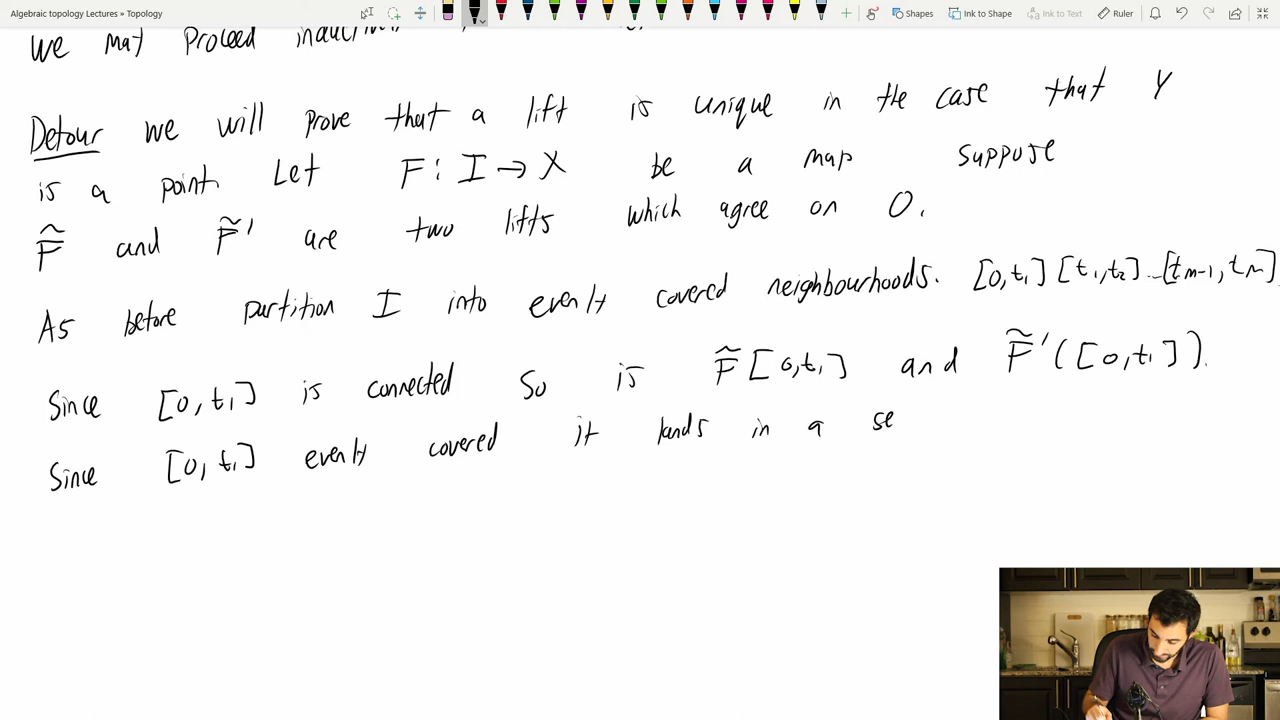 Algebraic topology Lectures » Topology
Shapes
Ink to Shape
Ink to Text
Ruler
we may proceed
Detour we will prove that a lift is unique in the case that Y
is a point. Let F: I → X be a map suppose
F̃ and F̃' are two lifts which agree on 0.
As before partition I into evenly covered neighbourhoods. [0,t₁] [t₁,t₂] ... [tₘ₋₁,tₘ]
Since [0,t₁] is connected So is F̃[0,t₁] and F̃'([0,t₁]).
Since [0,t₁] evenly covered it lands in a se